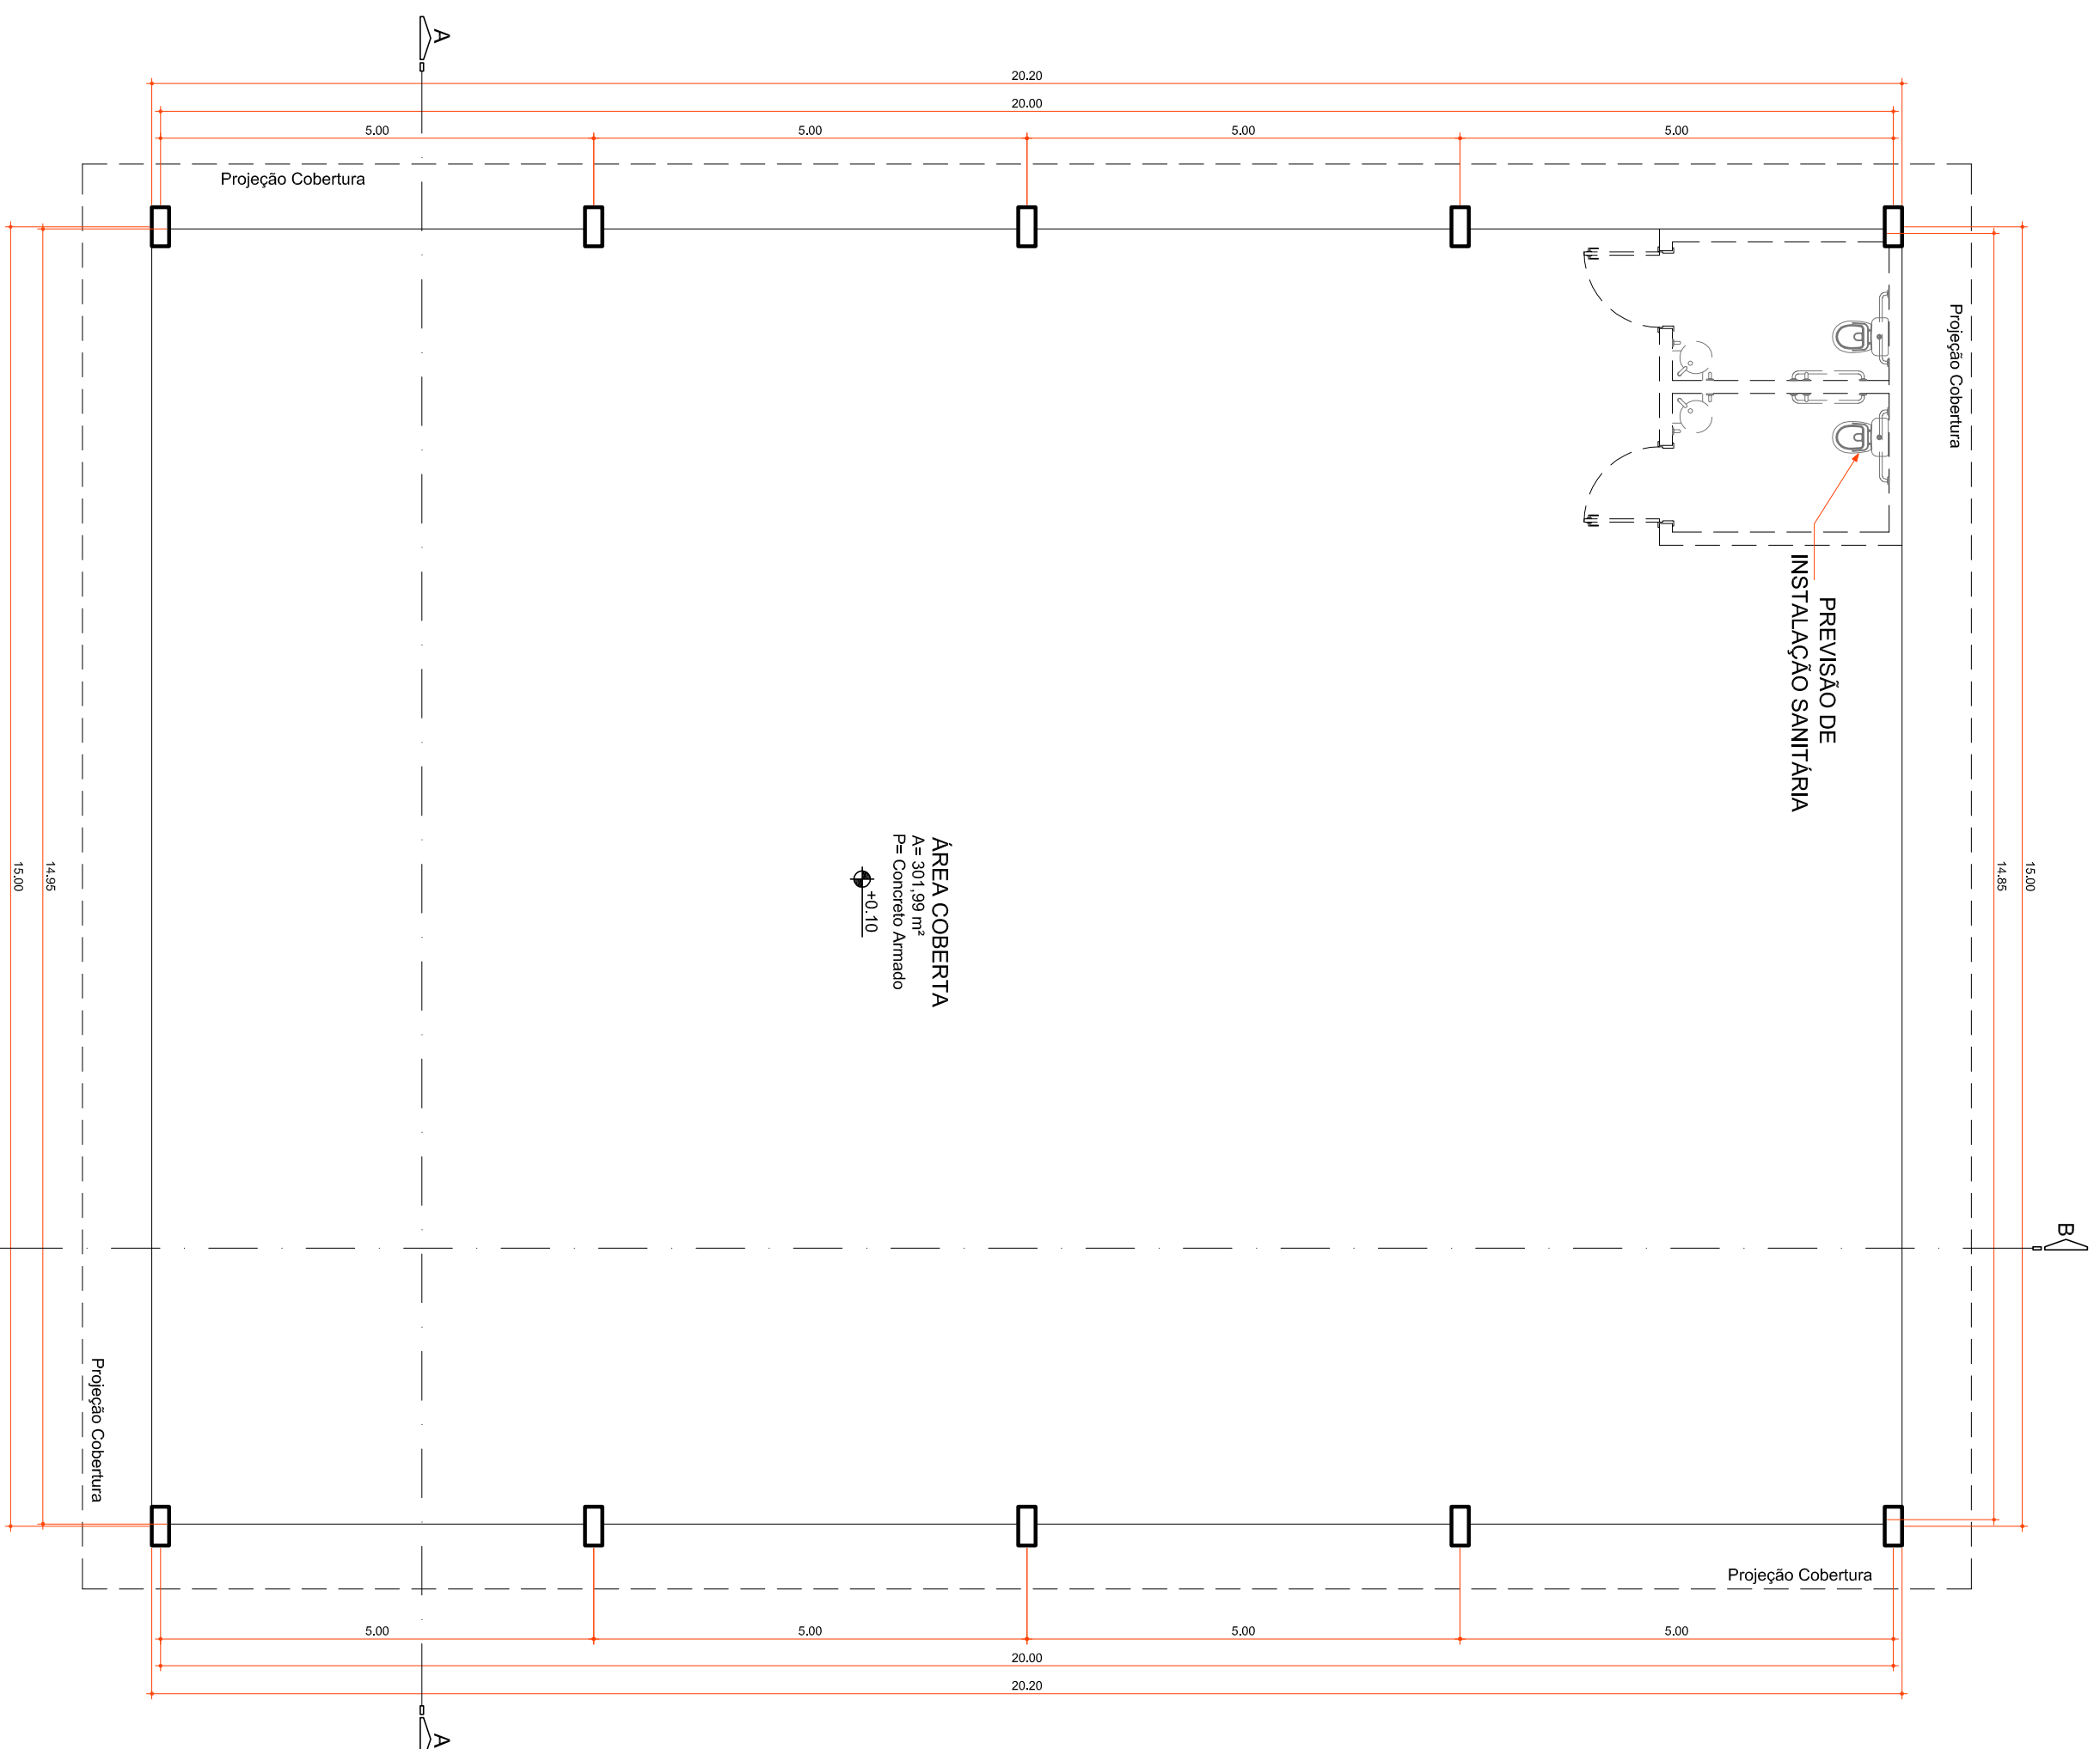 A
20.20
20.00
5.00
5.00
5.00
5.00
Projeção Cobertura
Projeção Cobertura
PREVISÃO DE
INSTALAÇÃO SANITÁRIA
ÁREA COBERTA
A= 301,99 m²
P= Concreto Armado
+0.10
15.00
14.95
14.85
15.00
B
Projeção Cobertura
Projeção Cobertura
5.00
5.00
5.00
5.00
20.00
20.20
A